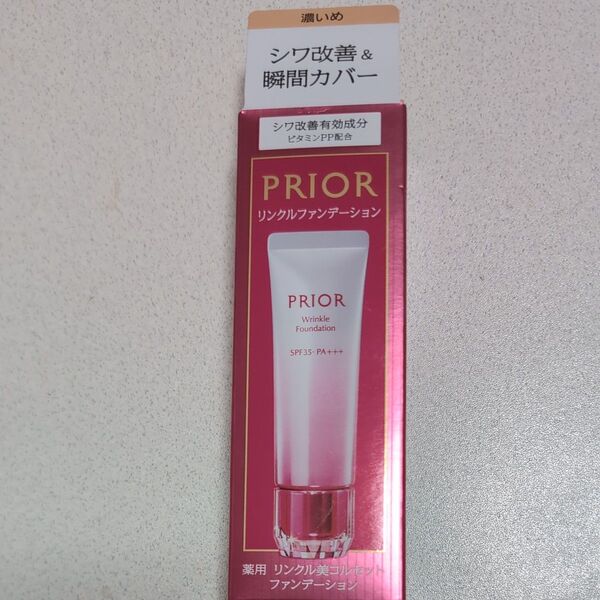 濃いめ
シワ改善&
瞬間カバー
シワ改善有効成分
ビタミンPP配合
PRIOR
リンクルファンデーション
PRIOR
Wrinkle
Foundation
SPF35・PA+++
薬用 リンクル美コルセット
ファンデーション